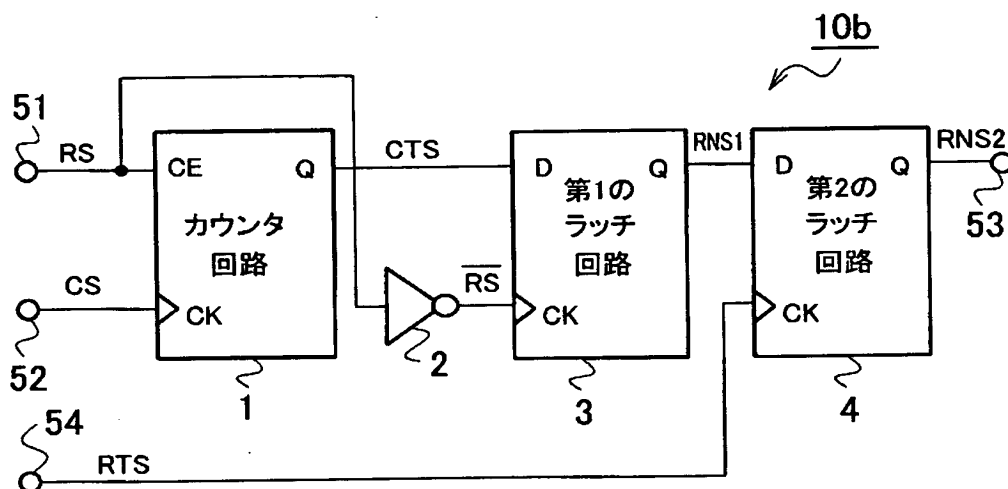 10b
51
RS
CE
Q
カウンタ
回路
CS
CK
52
1
CTS
RS
2
D
Q
第1の
ラッチ
回路
CK
3
RNS1
D
Q
第2の
ラッチ
回路
CK
4
RNS2
53
54
RTS